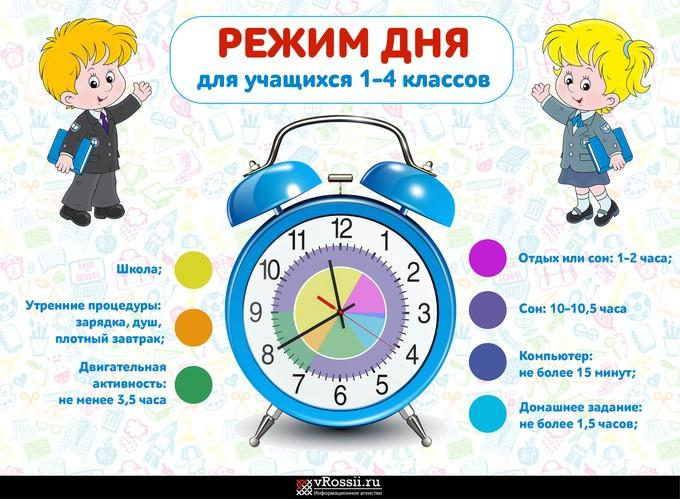 РЕЖИМ ДНЯ
для учащихся 1-4 классов
Школа;
Утренние процедуры:
зарядка, душ,
плотный завтрак;
Двигательная
активность:
не менее 3,5 часа
12
1
2
3
4
5
6
7
8
9
10
11
Отдых или сон: 1-2 часа;
Сон: 10-10,5 часа
Компьютер:
не более 15 минут;
Домашнее задание:
не более 1,5 часов;
vRossii.ru
Информационное агенство